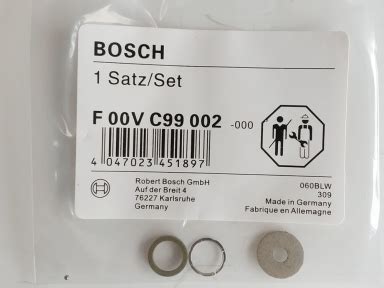 BOSCH
1 Satz/Set
F 00V C99 002 -000
4 047023 451897
Robert Bosch GmbH
Auf der Breit 4
76227 Karlsruhe
Germany
060BLW
309
Made in Germany
Fabrique en Allemagne